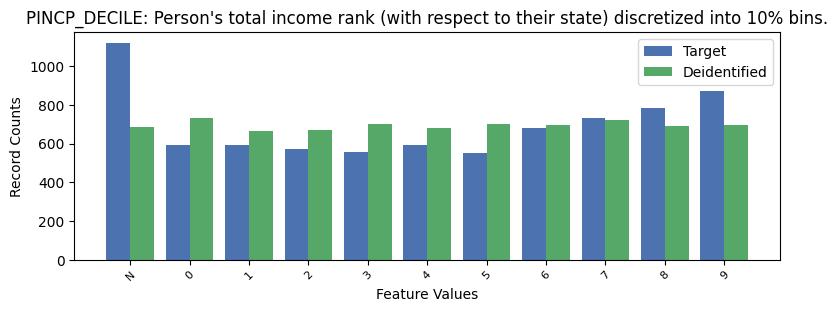 PINCP_DECILE: Person's total income rank (with respect to their state) discretized into 10% bins.
Target
Deidentified
Record Counts
1000
800
600
400
200
0
N 0 1 2 3 4 5 6 7 8 9
Feature Values